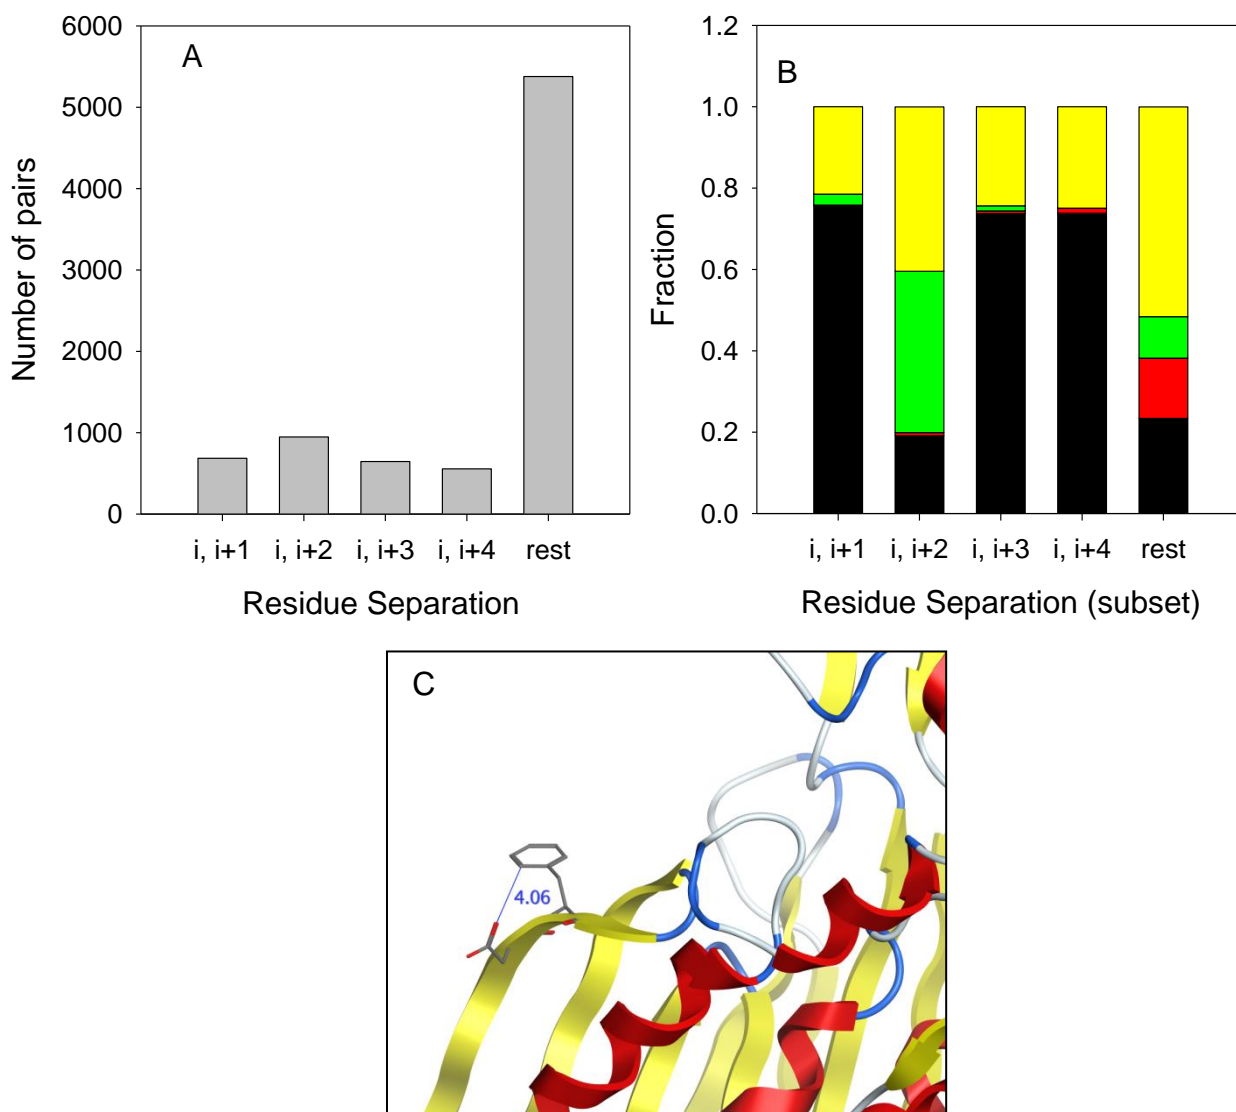 A
6000
5000
4000
3000
2000
1000
0
Number of pairs
i, i+1 i, i+2 i, i+3 i, i+4 rest
Residue Separation
B
1.2
1.0
0.8
0.6
0.4
0.2
0.0
Fraction
i, i+1 i, i+2 i, i+3 i, i+4 rest
Residue Separation (subset)
C
4.06